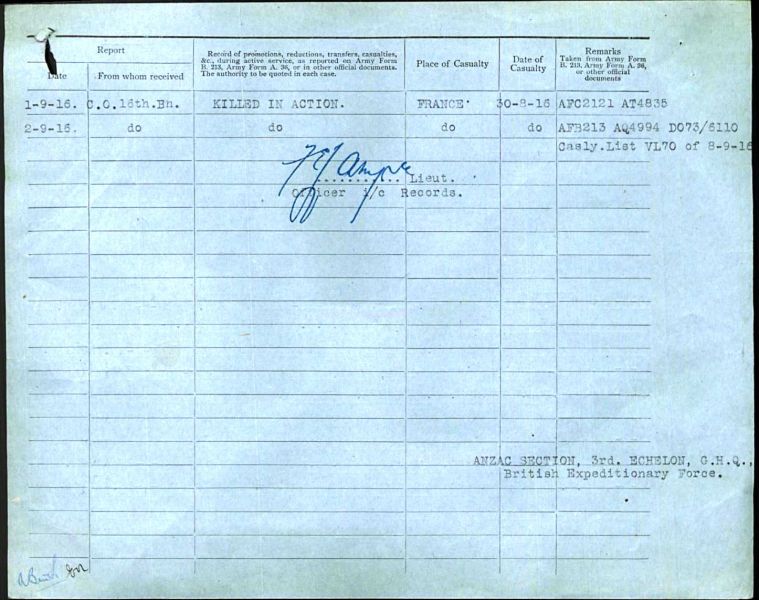 Report
Record of promotions, reductions, transfers, casualties,
&c., during active service, as reported on Army Form
B. 213, Army Form A. 36, or in other official documents.
The authority to be quoted in each case.
Place of Casualty
Date of
Casualty
Remarks
Taken from Army Form
B. 213, Army Form A. 36,
or other official
documents
Date
From whom received
1-9-16. C.O.16th.Bn. KILLED IN ACTION. FRANCE. 30-8-16 AFC2121 AT4835
2-9-16. do do do do AFB213 AQ4994 DO73/6110
Casly.List VL70 of 8-9-16
............ Lieut.
Officer i/c Records.
ANZAC SECTION, 3rd. ECHELON, G.H.Q.,
British Expeditionary Force.